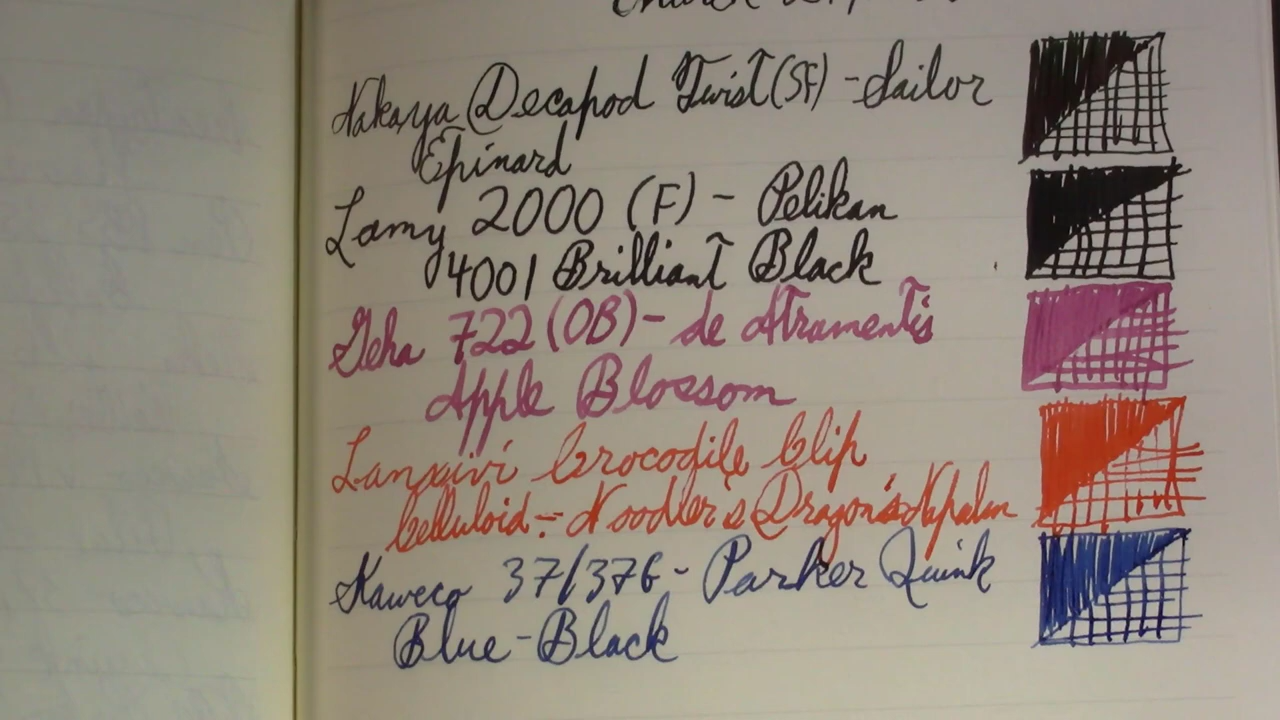 Nakaya Decapod Twist (SF) - Sailor
Epinard
Lamy 2000 (F) - Pelikan
4001 Brilliant Black
Geha 722 (OB) - de Atramentis
Apple Blossom
Lanxivi Crocodile Clip
Celluloid - Noodler's Dragon's Napalm
Kaweco 37/376 - Parker Quink
Blue-Black